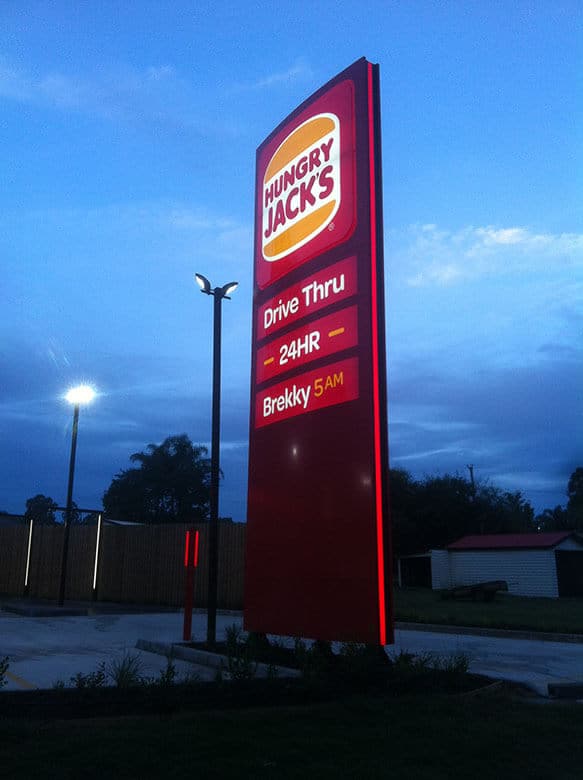 HUNGRY
JACK'S
®
Drive Thru
- 24HR -
Brekky 5AM